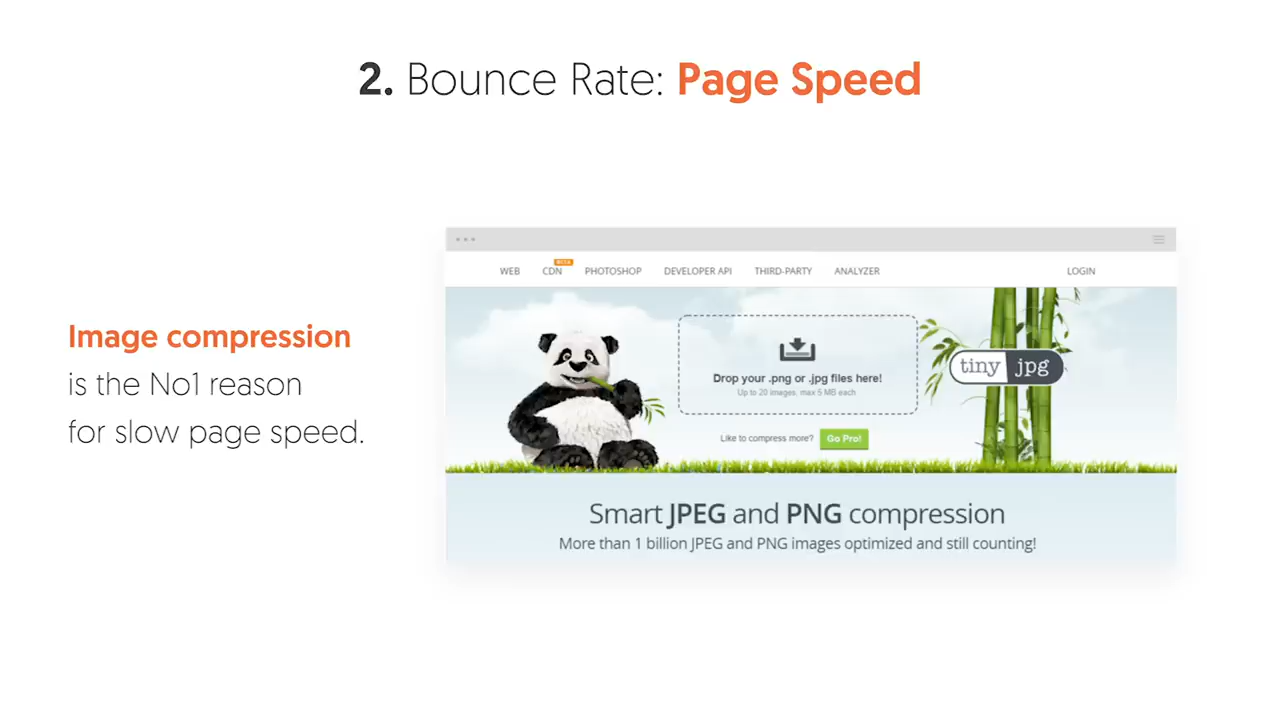 2. Bounce Rate: Page Speed
Image compression
is the No1 reason
for slow page speed.
WEB CDN BETA PHOTOSHOP DEVELOPER API THIRD-PARTY ANALYZER LOGIN
Drop your .png or .jpg files here!
Up to 20 images, max 5 MB each
Like to compress more? Go Pro!
tiny jpg
Smart JPEG and PNG compression
More than 1 billion JPEG and PNG images optimized and still counting!